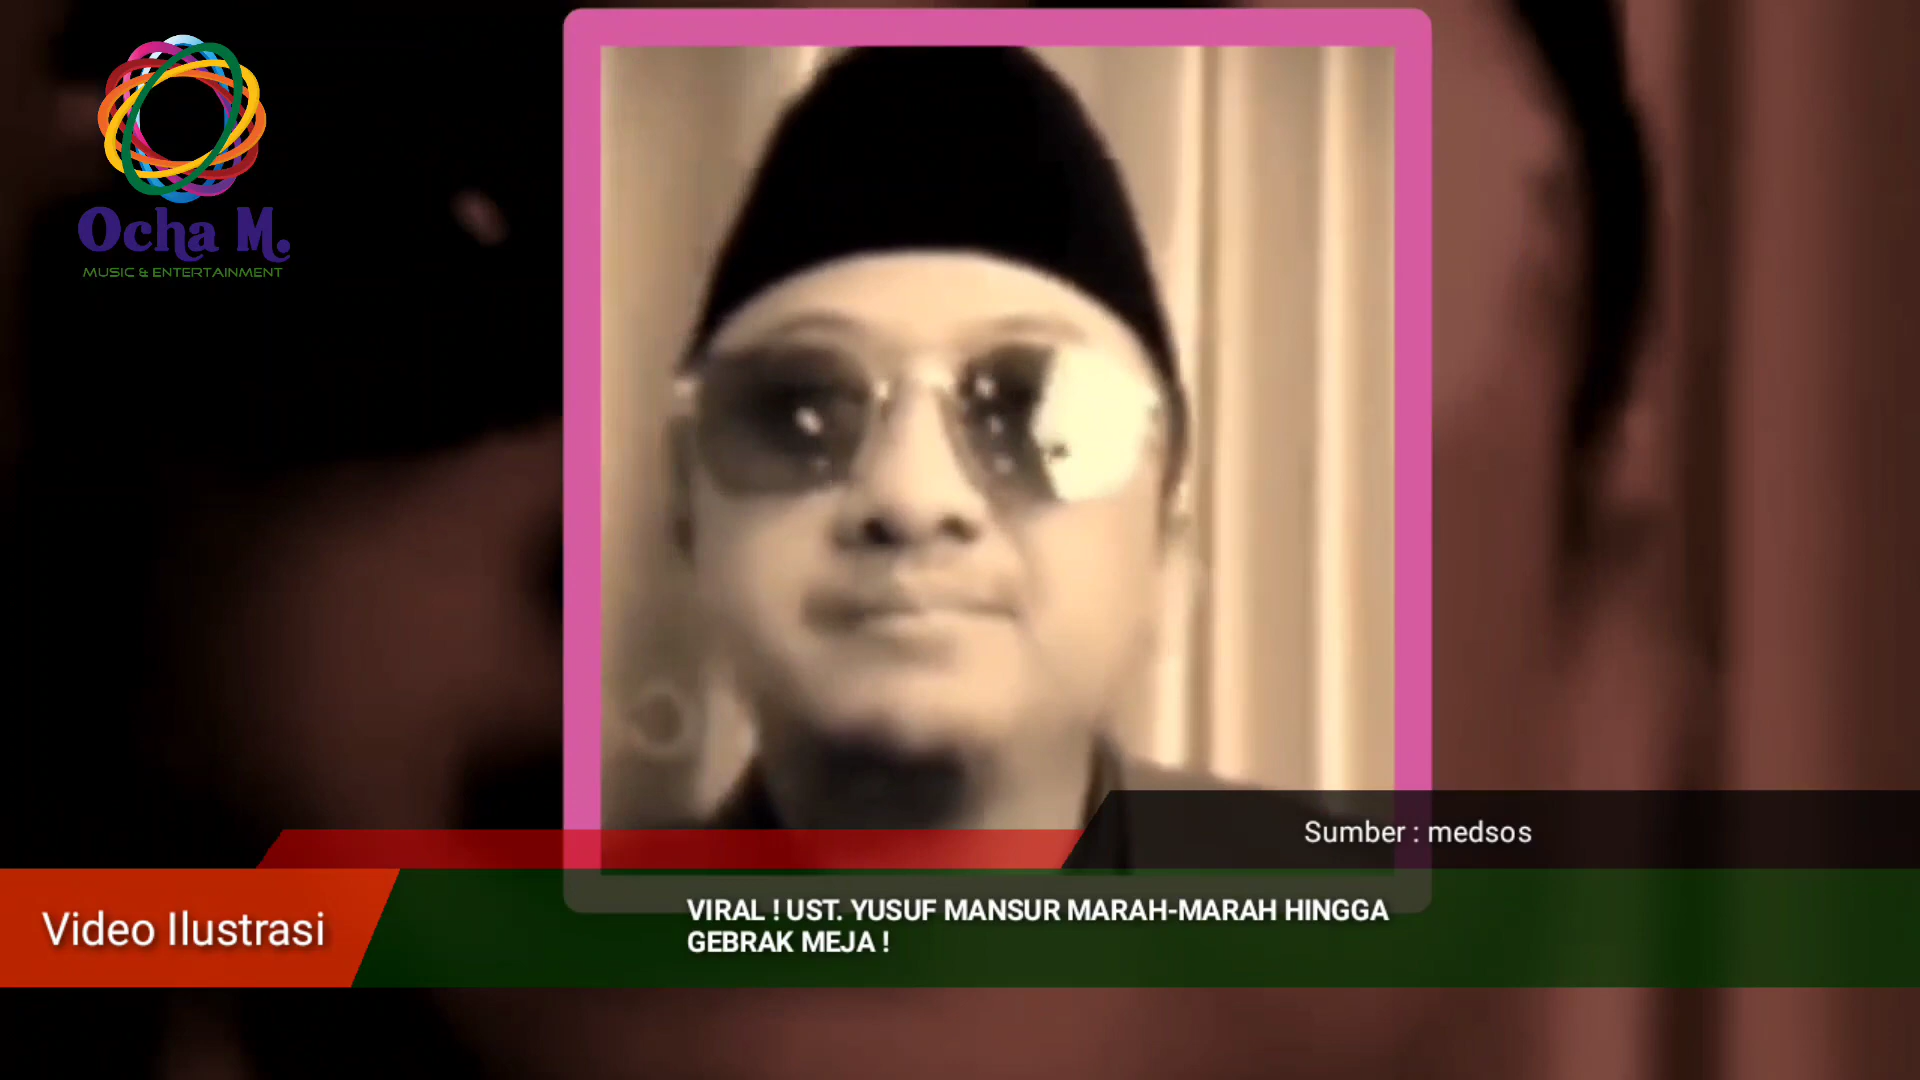 Ocha M.
MUSIC & ENTERTAINMENT
Sumber : medsos
Video Ilustrasi
VIRAL ! UST. YUSUF MANSUR MARAH-MARAH HINGGA
GEBRAK MEJA !